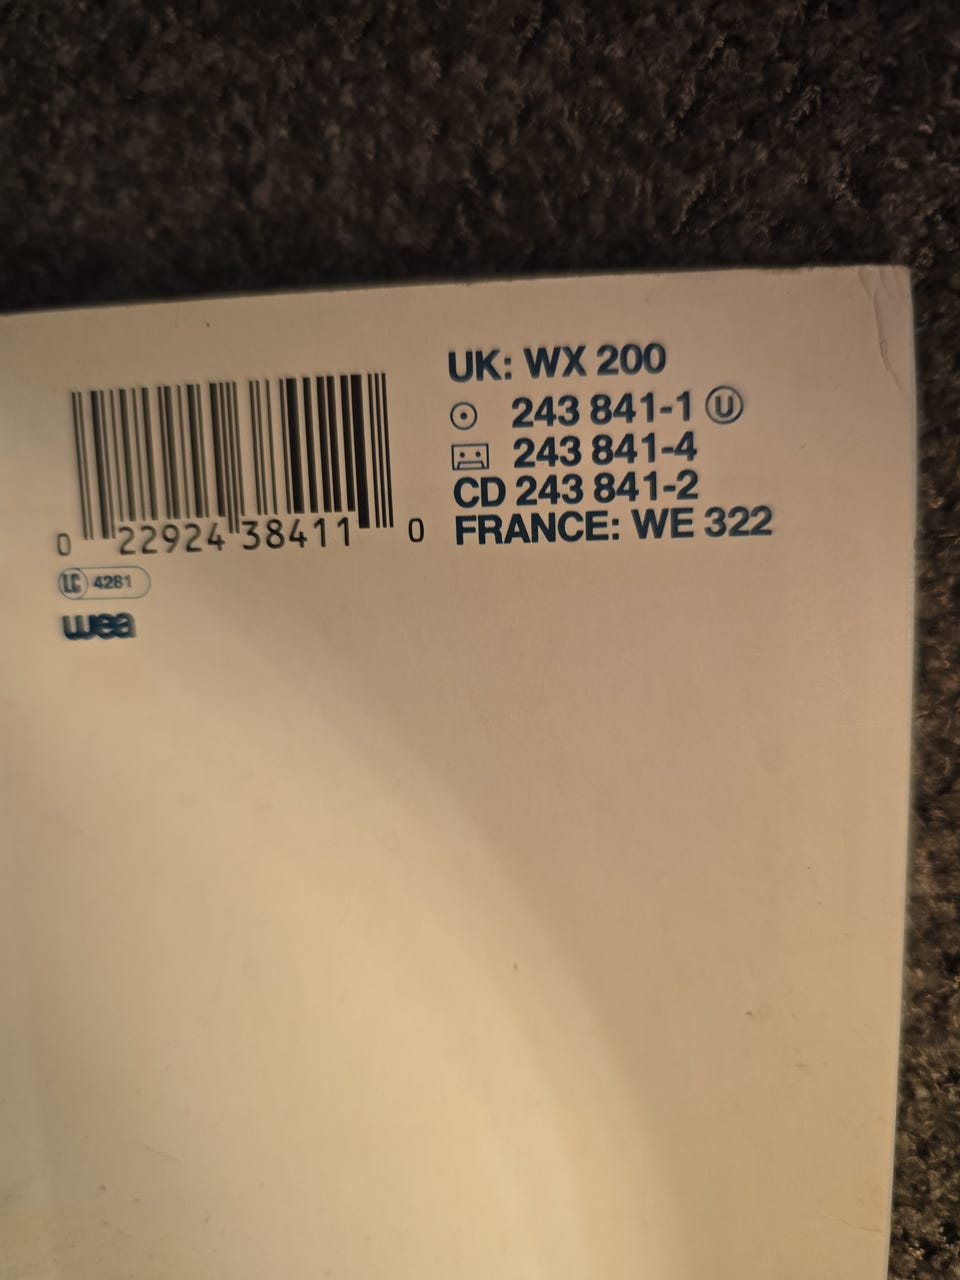 UK: WX 200
243 841-1 U
243 841-4
CD 243 841-2
FRANCE: WE 322
0 22924 38411 0
LC 4281
wea